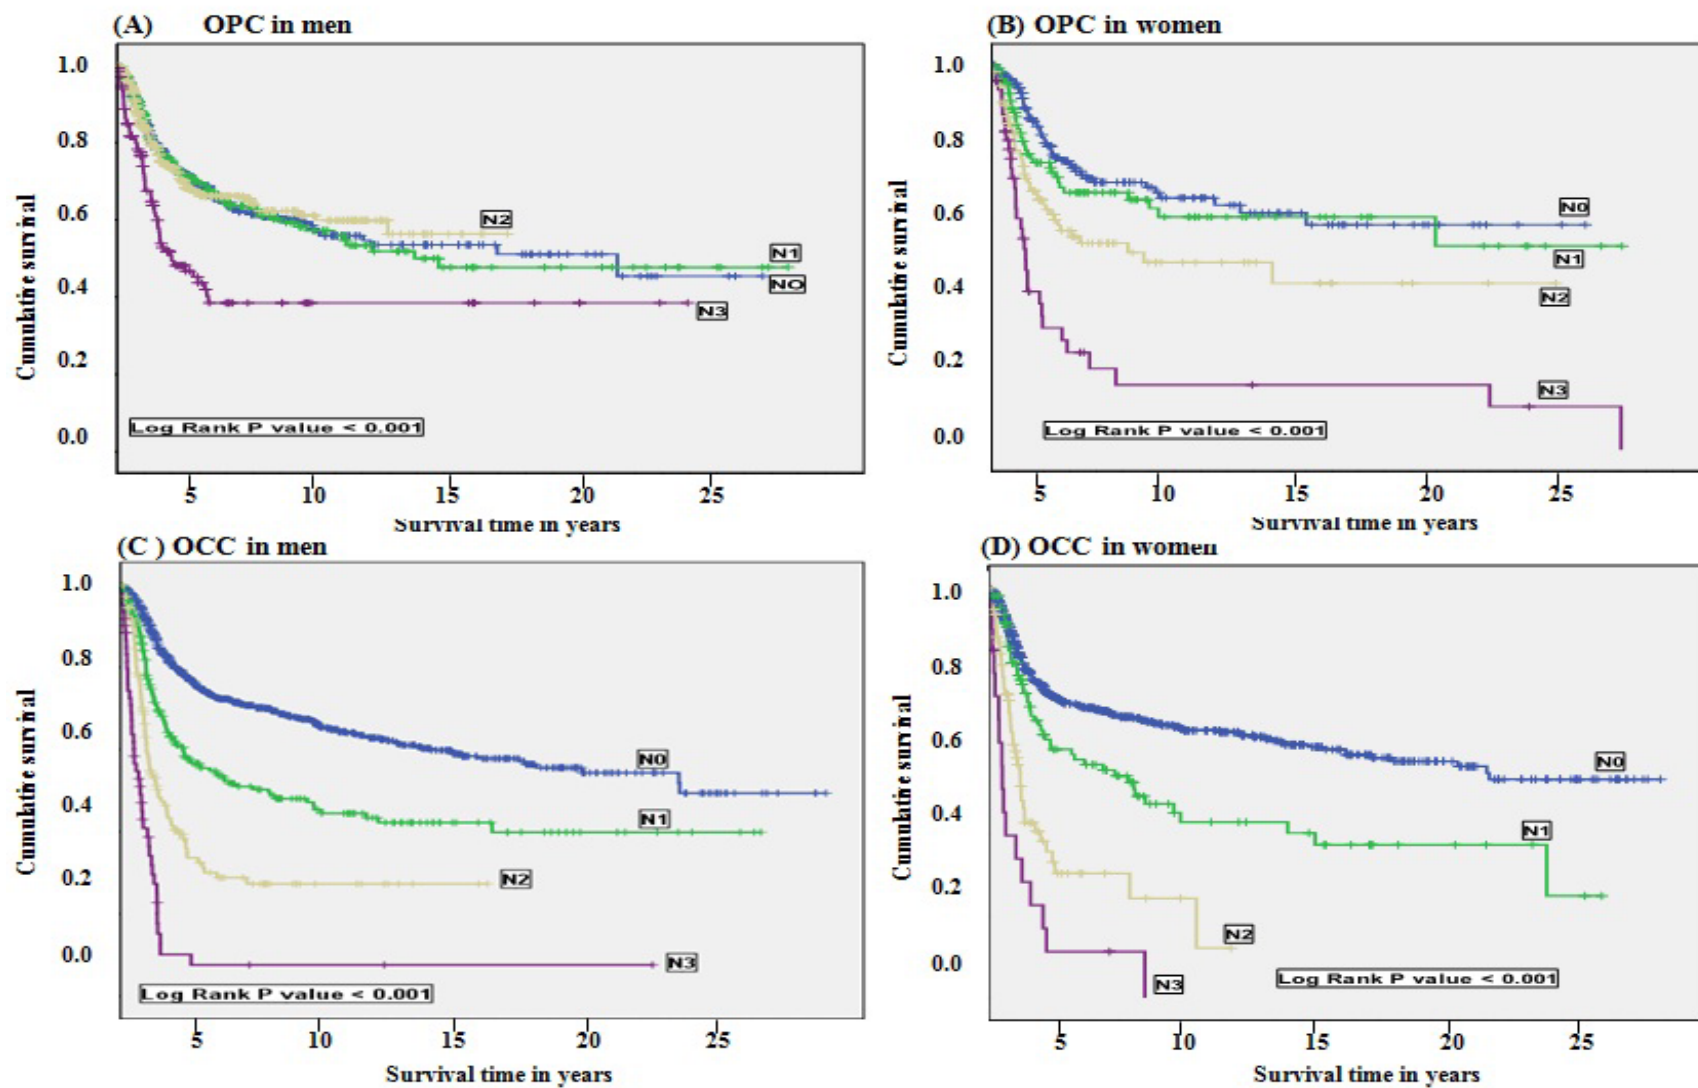 (A) OPC in men
1.0
0.8
0.6
0.4
0.2
0.0
Cumulative survival
N2
N1
NO
N3
Log Rank P value < 0.001
5 10 15 20 25
Survival time in years
(B) OPC in women
1.0
0.8
0.6
0.4
0.2
0.0
Cumulative survival
N0
N1
N2
N3
Log Rank P value < 0.001
5 10 15 20 25
Survival time in years
(C ) OCC in men
1.0
0.8
0.6
0.4
0.2
0.0
Cumulative survival
N0
N1
N2
N3
Log Rank P value < 0.001
5 10 15 20 25
Survival time in years
(D) OCC in women
1.0
0.8
0.6
0.4
0.2
0.0
Cumulative survival
N0
N1
N2
N3
Log Rank P value < 0.001
5 10 15 20 25
Survival time in years